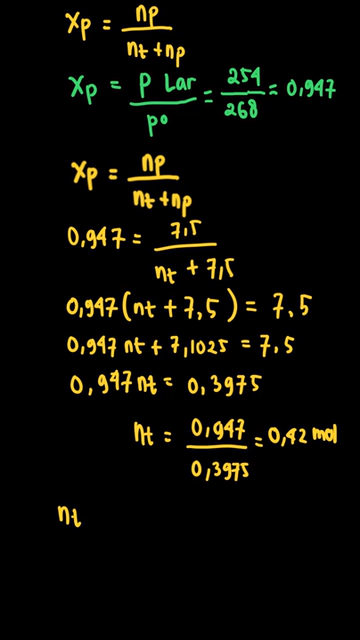 Xp = np / nt + np
Xp = P Lar / P° = 254 / 268 = 0,947
Xp = np / nt + np
0,947 = 7,5 / nt + 7,5
0,947 (nt + 7,5) = 7,5
0,947 nt + 7,1025 = 7,5
0,947 nt = 0,3975
nt = 0,947 / 0,3975 = 0,42 mol
nt